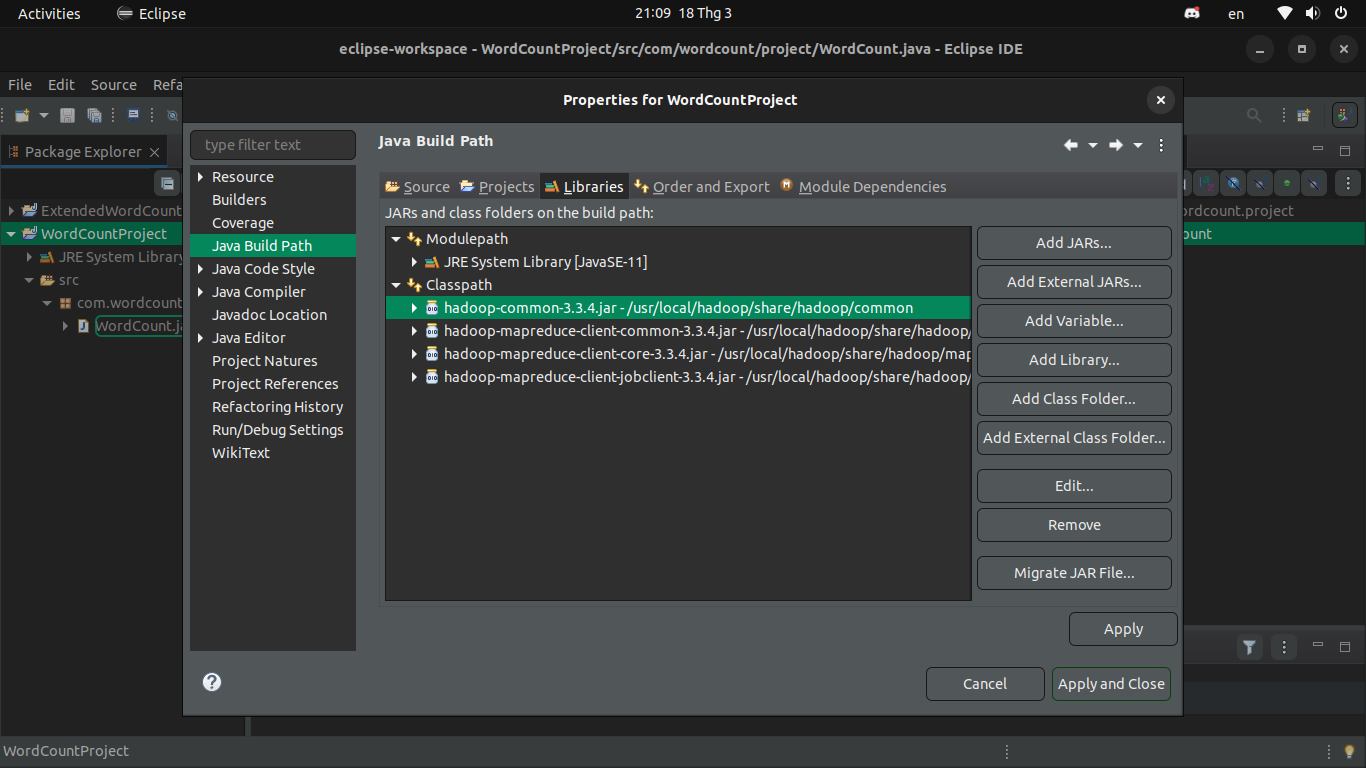 Activities Eclipse 21:09 18 Thg 3 en
eclipse-workspace - WordCountProject/src/com/wordcount/project/WordCount.java - Eclipse IDE
File Edit Source Refa
Properties for WordCountProject
type filter text
Java Build Path
Package Explorer
Resource
Builders
Coverage
Java Build Path
Java Code Style
Java Compiler
Javadoc Location
Java Editor
Project Natures
Project References
Refactoring History
Run/Debug Settings
WikiText
Source Projects Libraries Order and Export Module Dependencies
JARs and class folders on the build path:
Modulepath
JRE System Library [JavaSE-11]
Classpath
hadoop-common-3.3.4.jar - /usr/local/hadoop/share/hadoop/common
hadoop-mapreduce-client-common-3.3.4.jar - /usr/local/hadoop/share/hadoop/
hadoop-mapreduce-client-core-3.3.4.jar - /usr/local/hadoop/share/hadoop/map
hadoop-mapreduce-client-jobclient-3.3.4.jar - /usr/local/hadoop/share/hadoop/
Add JARs...
Add External JARs...
Add Variable...
Add Library...
Add Class Folder...
Add External Class Folder...
Edit...
Remove
Migrate JAR File...
Apply
Cancel
Apply and Close
ExtendedWordCount
WordCountProject
JRE System Library
src
com.wordcount
WordCount.ja
ordcount.project
ount
WordCountProject